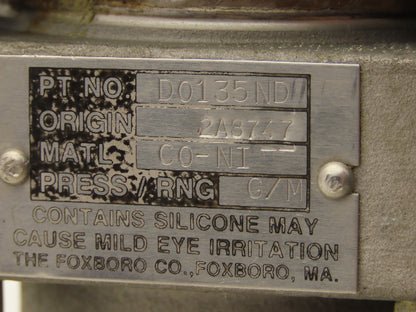 PT NO. D0135ND
ORIGIN 2A8747
MATL CO-NI --
PRESS/RNG G/M
CONTAINS SILICONE MAY
CAUSE MILD EYE IRRITATION
THE FOXBORO CO., FOXBORO, MA.